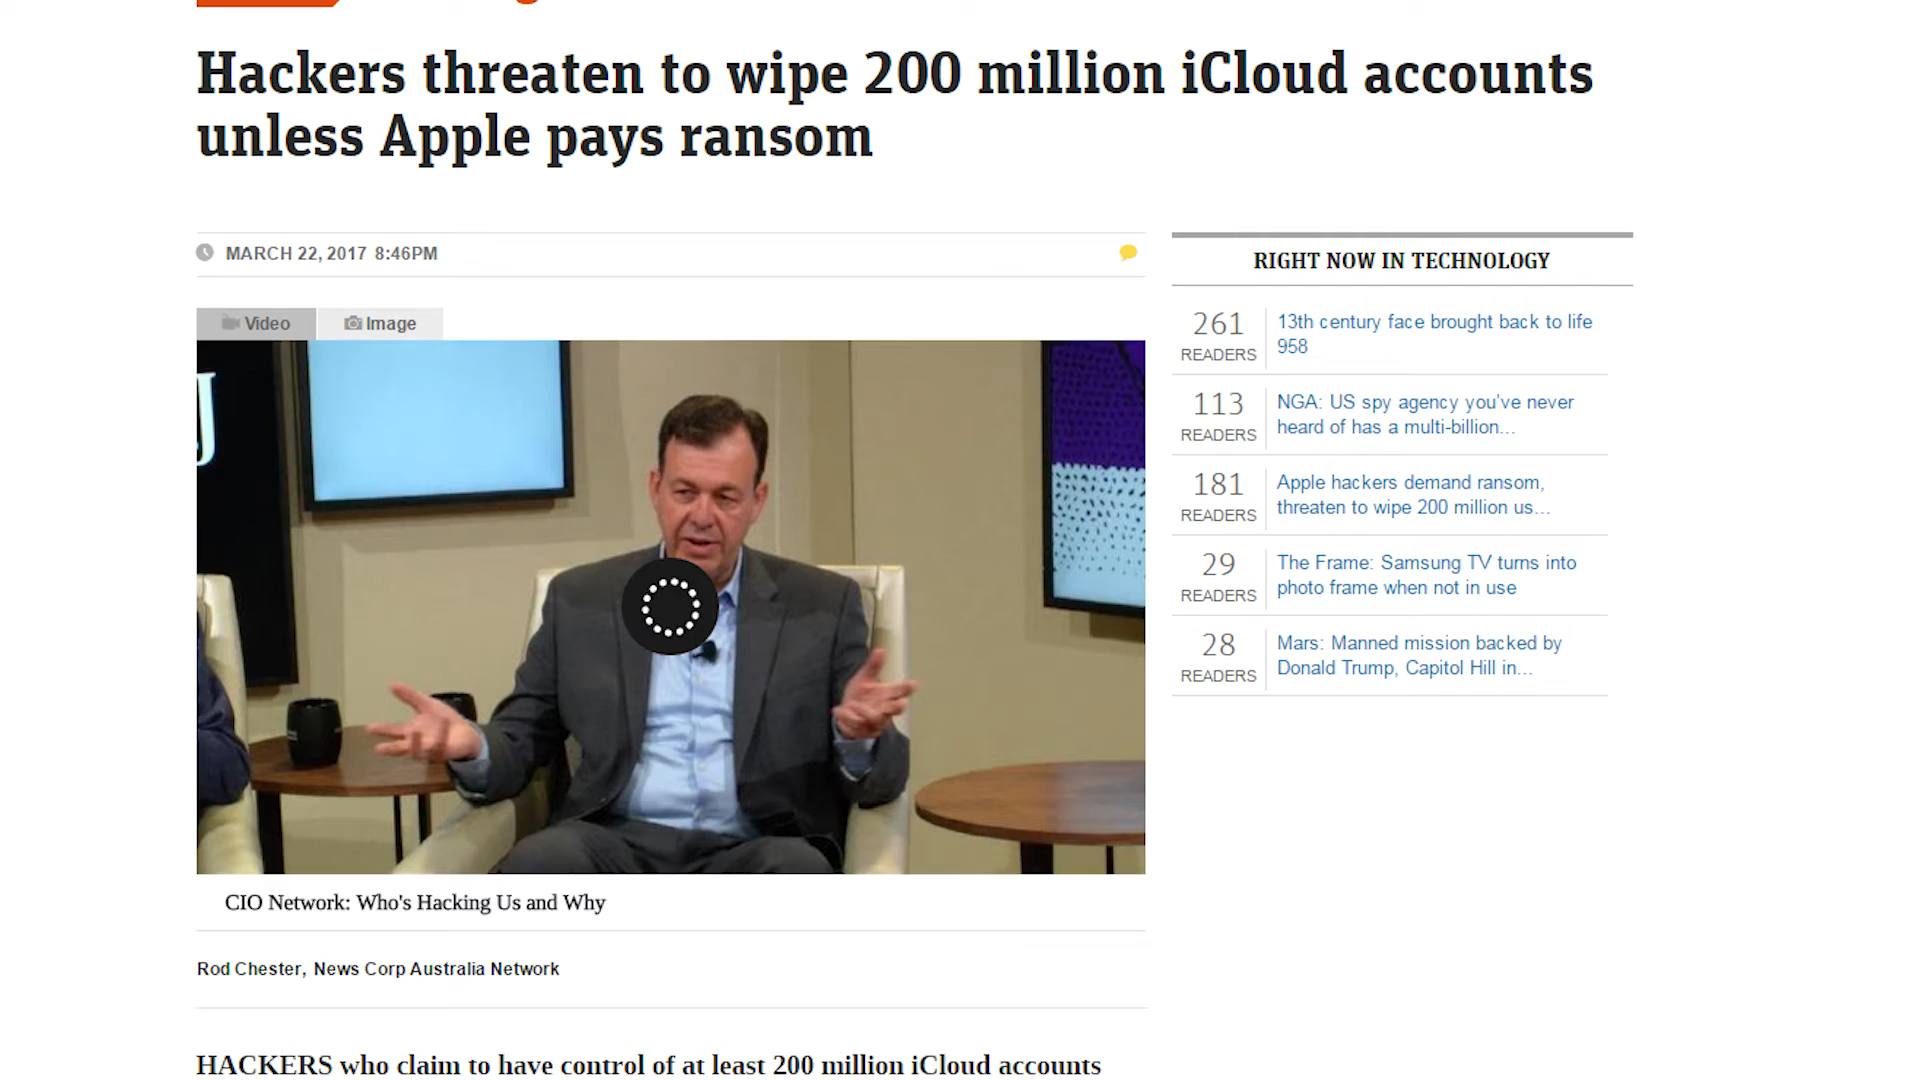 Hackers threaten to wipe 200 million iCloud accounts
unless Apple pays ransom
MARCH 22, 2017 8:46PM
Video
Image
CIO Network: Who's Hacking Us and Why
Rod Chester, News Corp Australia Network
HACKERS who claim to have control of at least 200 million iCloud accounts
RIGHT NOW IN TECHNOLOGY
261
READERS
13th century face brought back to life
958
113
READERS
NGA: US spy agency you've never
heard of has a multi-billion...
181
READERS
Apple hackers demand ransom,
threaten to wipe 200 million us...
29
READERS
The Frame: Samsung TV turns into
photo frame when not in use
28
READERS
Mars: Manned mission backed by
Donald Trump, Capitol Hill in...